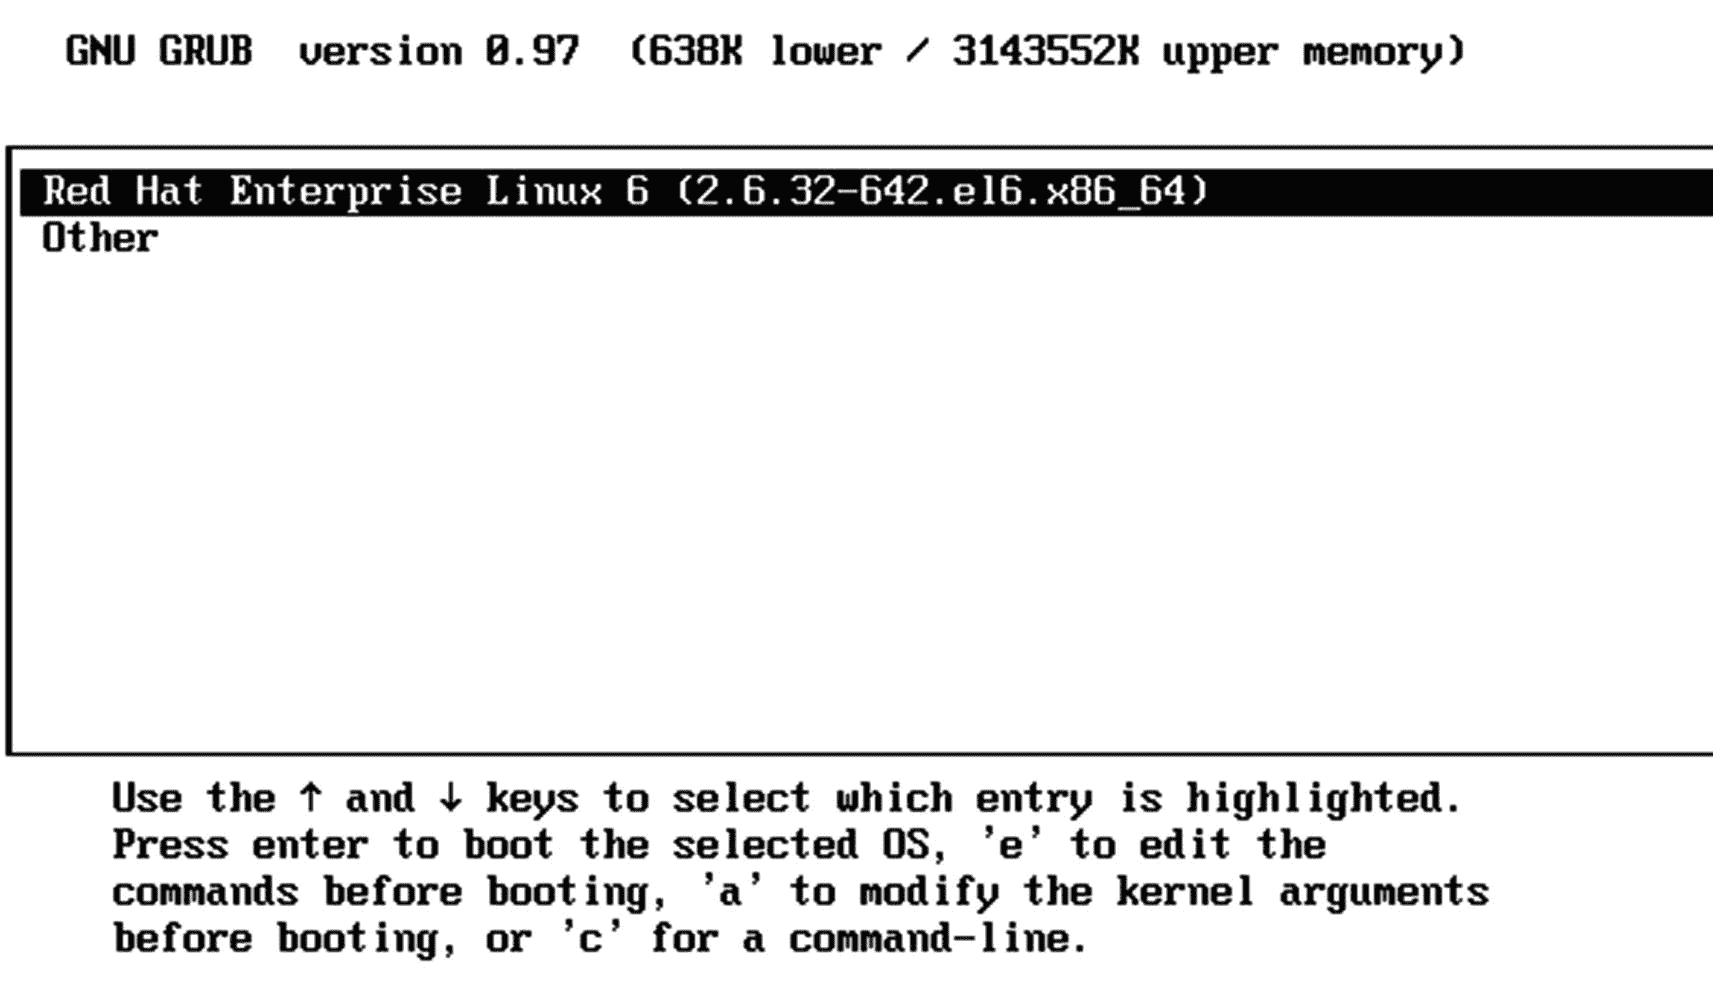 GNU GRUB  version 0.97  (638K lower / 3143552K upper memory)
Red Hat Enterprise Linux 6 (2.6.32-642.el6.x86_64)
Other
Use the ↑ and ↓ keys to select which entry is highlighted.
Press enter to boot the selected OS, 'e' to edit the
commands before booting, 'a' to modify the kernel arguments
before booting, or 'c' for a command-line.